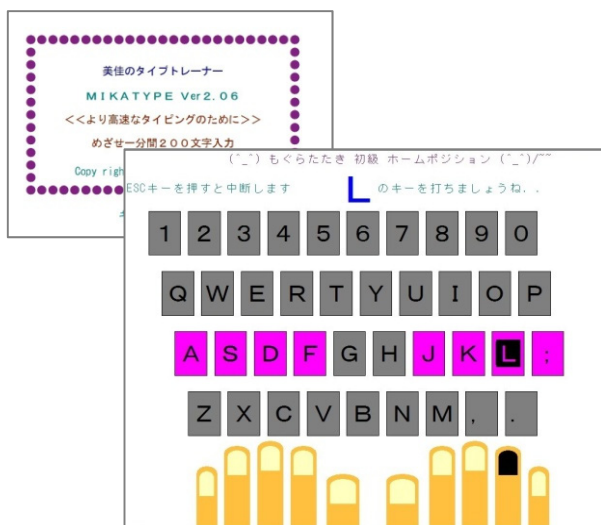 美佳のタイプトレーナー
ＭＩＫＡＴＹＰＥ Ver2.06
<<より高速なタイピングのために>>
めざせ一分間２００文字入力
Copy righ
(^_^) もぐらたたき 初級 ホームポジション (^_^)/~~
ESCキーを押すと中断します L のキーを打ちましょうね．．
1 2 3 4 5 6 7 8 9 0
Q W E R T Y U I O P
A S D F G H J K L ;
Z X C V B N M , .